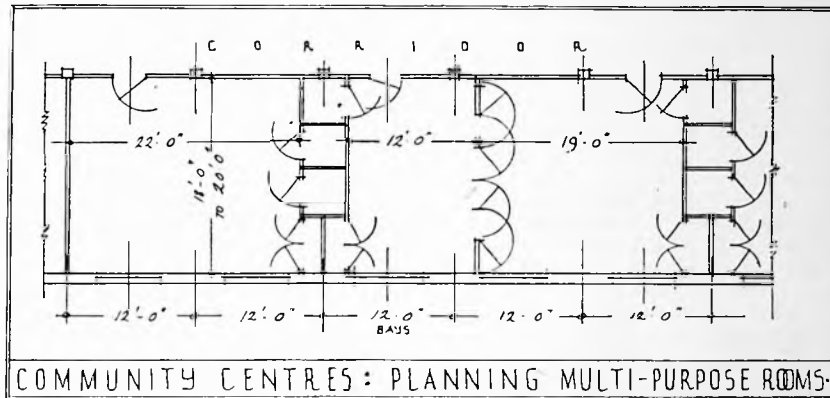 CORRIDOR
22'-0" 12'-0" 19'-0"
18'-0"
TO 20'0"
12'-0" 12'-0" 12'-0" 12-0" 12'-0"
BAYS
COMMUNITY CENTRES: PLANNING MULTI-PURPOSE ROOMS.